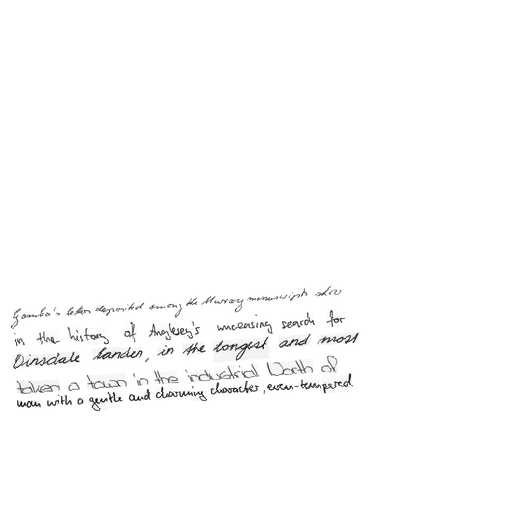 Gamba's letters deposited among the Murray manuscripts show
in the history of Anglesey's unceasing search for
Dinsdale Landen, in the longest and most
taken a town in the industrial North of
man with a gentle and charming character, even-tempered